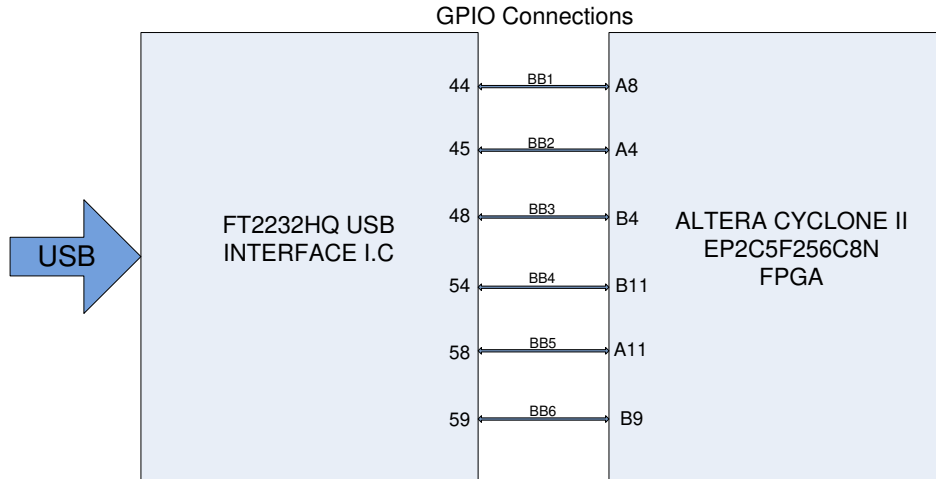 GPIO Connections
44
BB1
A8
45
BB2
A4
48
BB3
B4
FT2232HQ USB
INTERFACE I.C
ALTERA CYCLONE II
EP2C5F256C8N
FPGA
USB
54
BB4
B11
58
BB5
A11
59
BB6
B9